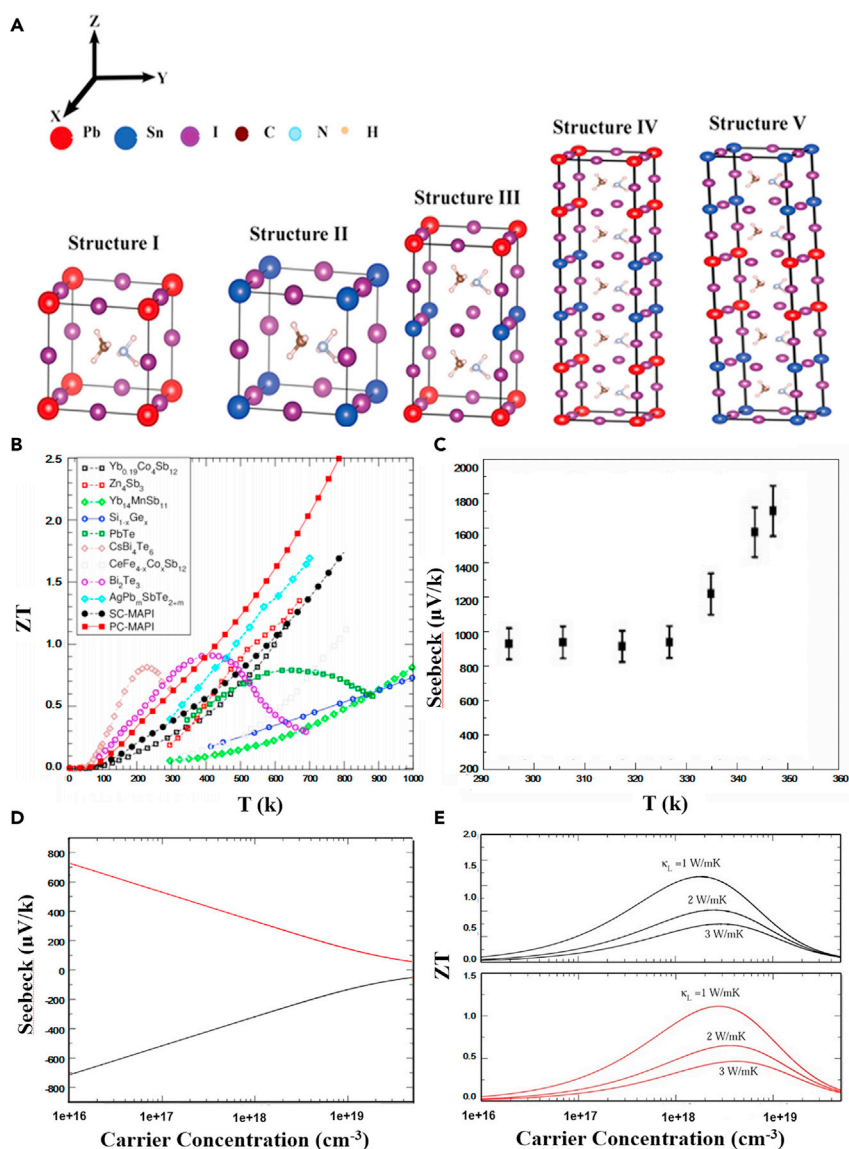 A
Z
Y
X
Pb Sn I C N H
Structure I
Structure II
Structure III
Structure IV
Structure V
B
2.5
2.0
1.5
1.0
0.5
0.0
ZT
Yb0.19Co4Sb12
Zn4Sb3
Yb14MnSb11
Si1-xGex
PbTe
CsBi4Te6
CeFe4-xCoxSb12
Bi2Te3
AgPbmSbTe2+m
SC-MAPI
PC-MAPI
0 100 200 300 400 500 600 700 800 900 1000
T (k)
C
2000
1800
1600
1400
1200
1000
800
600
400
200
Seebeck (µV/k)
290 300 310 320 330 340 350 360
T (k)
D
800
600
400
200
0
-200
-400
-600
-800
Seebeck (µV/k)
1e+16 1e+17 1e+18 1e+19
Carrier Concentration (cm-3)
E
2.0
1.5
1.0
0.5
0.0
κL =1 W/mK
2 W/mK
3 W/mK
ZT
1.5
1.0
0.5
0.0
κL =1 W/mK
2 W/mK
3 W/mK
1e+16 1e+17 1e+18 1e+19
Carrier Concentration (cm-3)